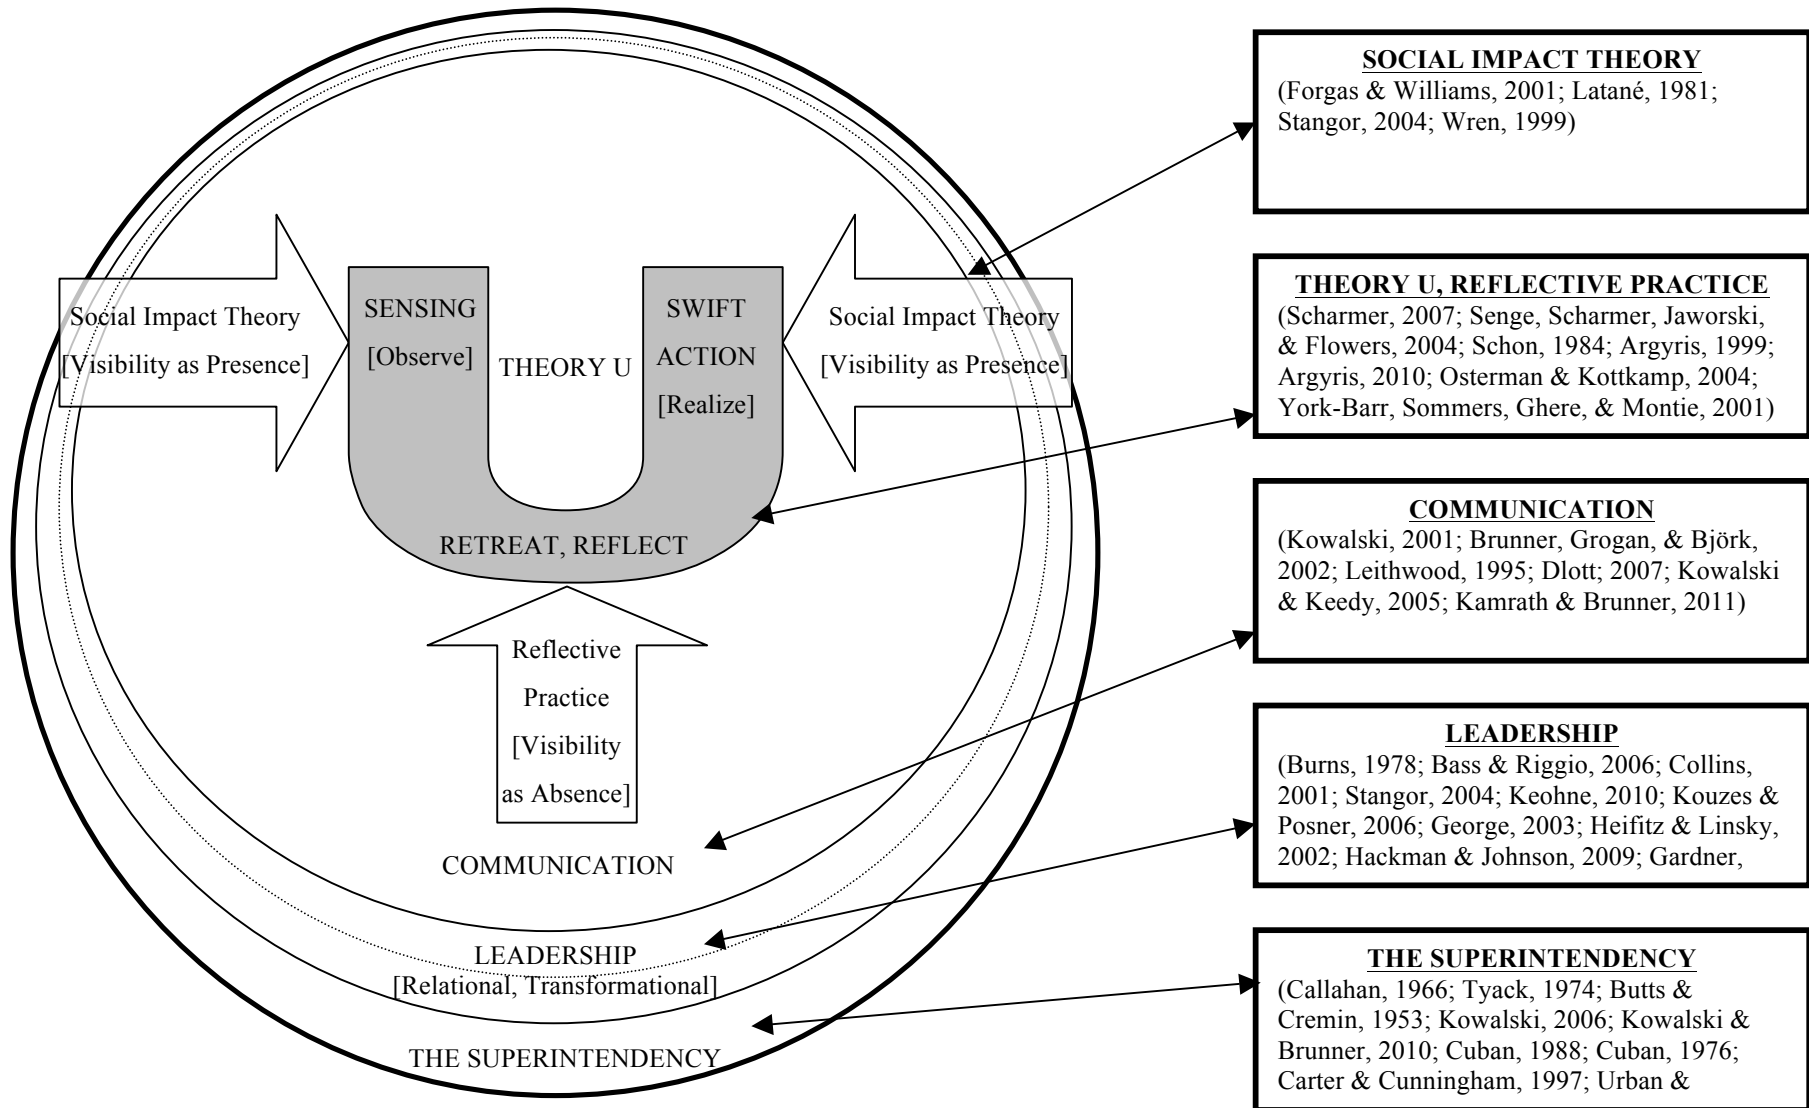 Social Impact Theory
[Visibility as Presence]
SENSING
[Observe]
THEORY U
SWIFT
ACTION
[Realize]
Social Impact Theory
[Visibility as Presence]
RETREAT, REFLECT
Reflective
Practice
[Visibility
as Absence]
COMMUNICATION
LEADERSHIP
[Relational, Transformational]
THE SUPERINTENDENCY
SOCIAL IMPACT THEORY
(Forgas & Williams, 2001; Latané, 1981;
Stangor, 2004; Wren, 1999)
THEORY U, REFLECTIVE PRACTICE
(Scharmer, 2007; Senge, Scharmer, Jaworski,
& Flowers, 2004; Schon, 1984; Argyris, 1999;
Argyris, 2010; Osterman & Kottkamp, 2004;
York-Barr, Sommers, Ghere, & Montie, 2001)
COMMUNICATION
(Kowalski, 2001; Brunner, Grogan, & Björk,
2002; Leithwood, 1995; Dlott; 2007; Kowalski
& Keedy, 2005; Kamrath & Brunner, 2011)
LEADERSHIP
(Burns, 1978; Bass & Riggio, 2006; Collins,
2001; Stangor, 2004; Keohne, 2010; Kouzes &
Posner, 2006; George, 2003; Heifitz & Linsky,
2002; Hackman & Johnson, 2009; Gardner,
THE SUPERINTENDENCY
(Callahan, 1966; Tyack, 1974; Butts &
Cremin, 1953; Kowalski, 2006; Kowalski &
Brunner, 2010; Cuban, 1988; Cuban, 1976;
Carter & Cunningham, 1997; Urban &